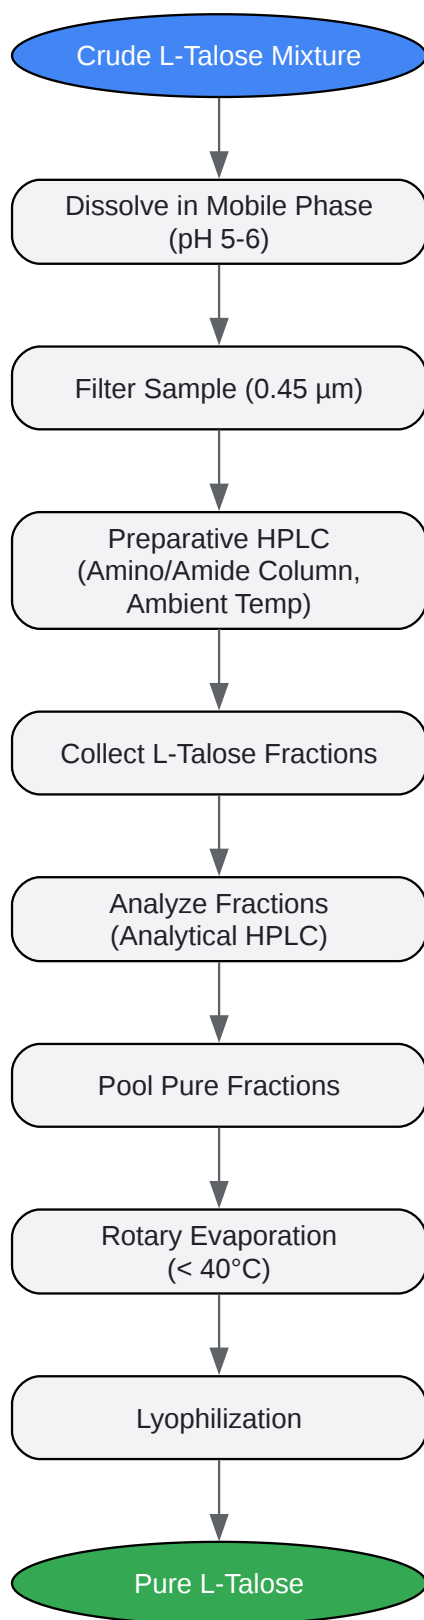 Crude L-Talose Mixture
Dissolve in Mobile Phase
(pH 5-6)
Filter Sample (0.45 µm)
Preparative HPLC
(Amino/Amide Column,
Ambient Temp)
Collect L-Talose Fractions
Analyze Fractions
(Analytical HPLC)
Pool Pure Fractions
Rotary Evaporation
(< 40°C)
Lyophilization
Pure L-Talose